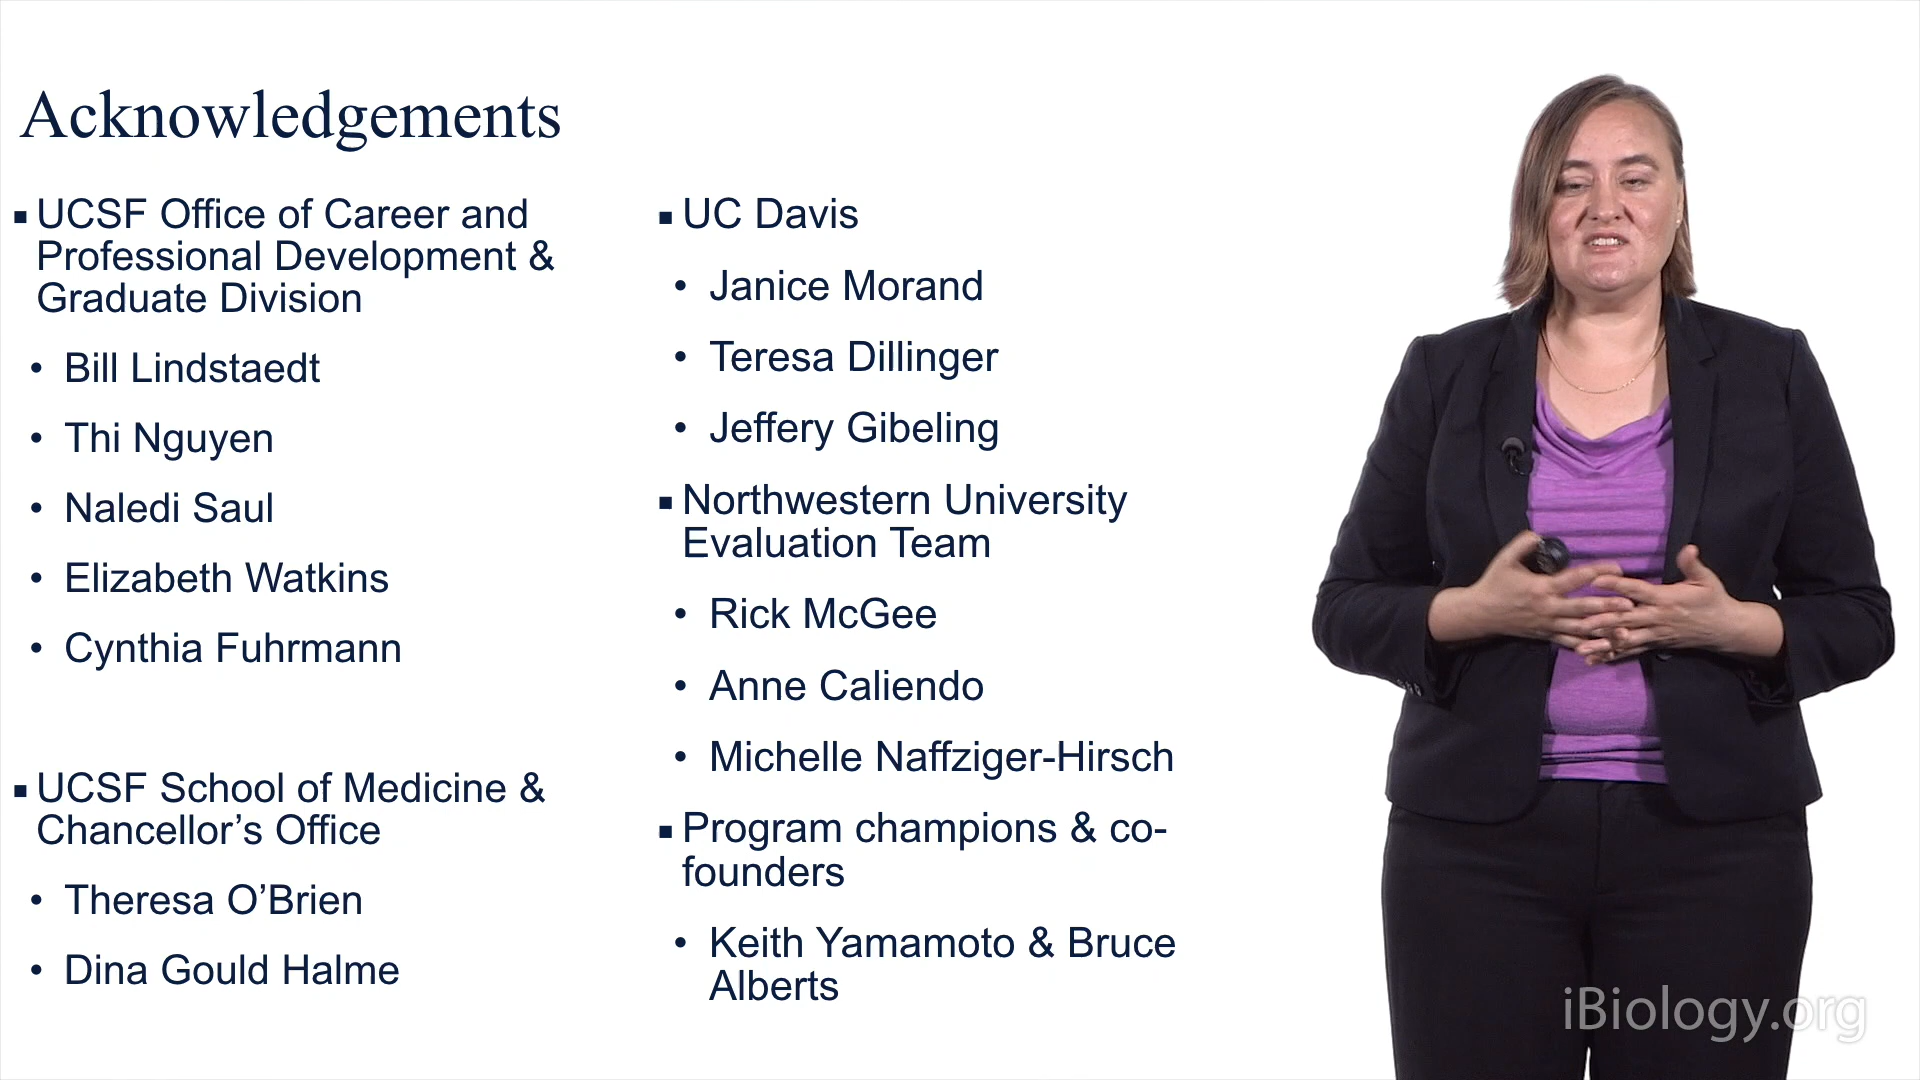 Acknowledgements
▪ UCSF Office of Career and
Professional Development &
Graduate Division
• Bill Lindstaedt
• Thi Nguyen
• Naledi Saul
• Elizabeth Watkins
• Cynthia Fuhrmann
▪ UCSF School of Medicine &
Chancellor’s Office
• Theresa O’Brien
• Dina Gould Halme
▪ UC Davis
• Janice Morand
• Teresa Dillinger
• Jeffery Gibeling
▪ Northwestern University
Evaluation Team
• Rick McGee
• Anne Caliendo
• Michelle Naffziger-Hirsch
▪ Program champions & co-
founders
• Keith Yamamoto & Bruce
Alberts
iBiology.org